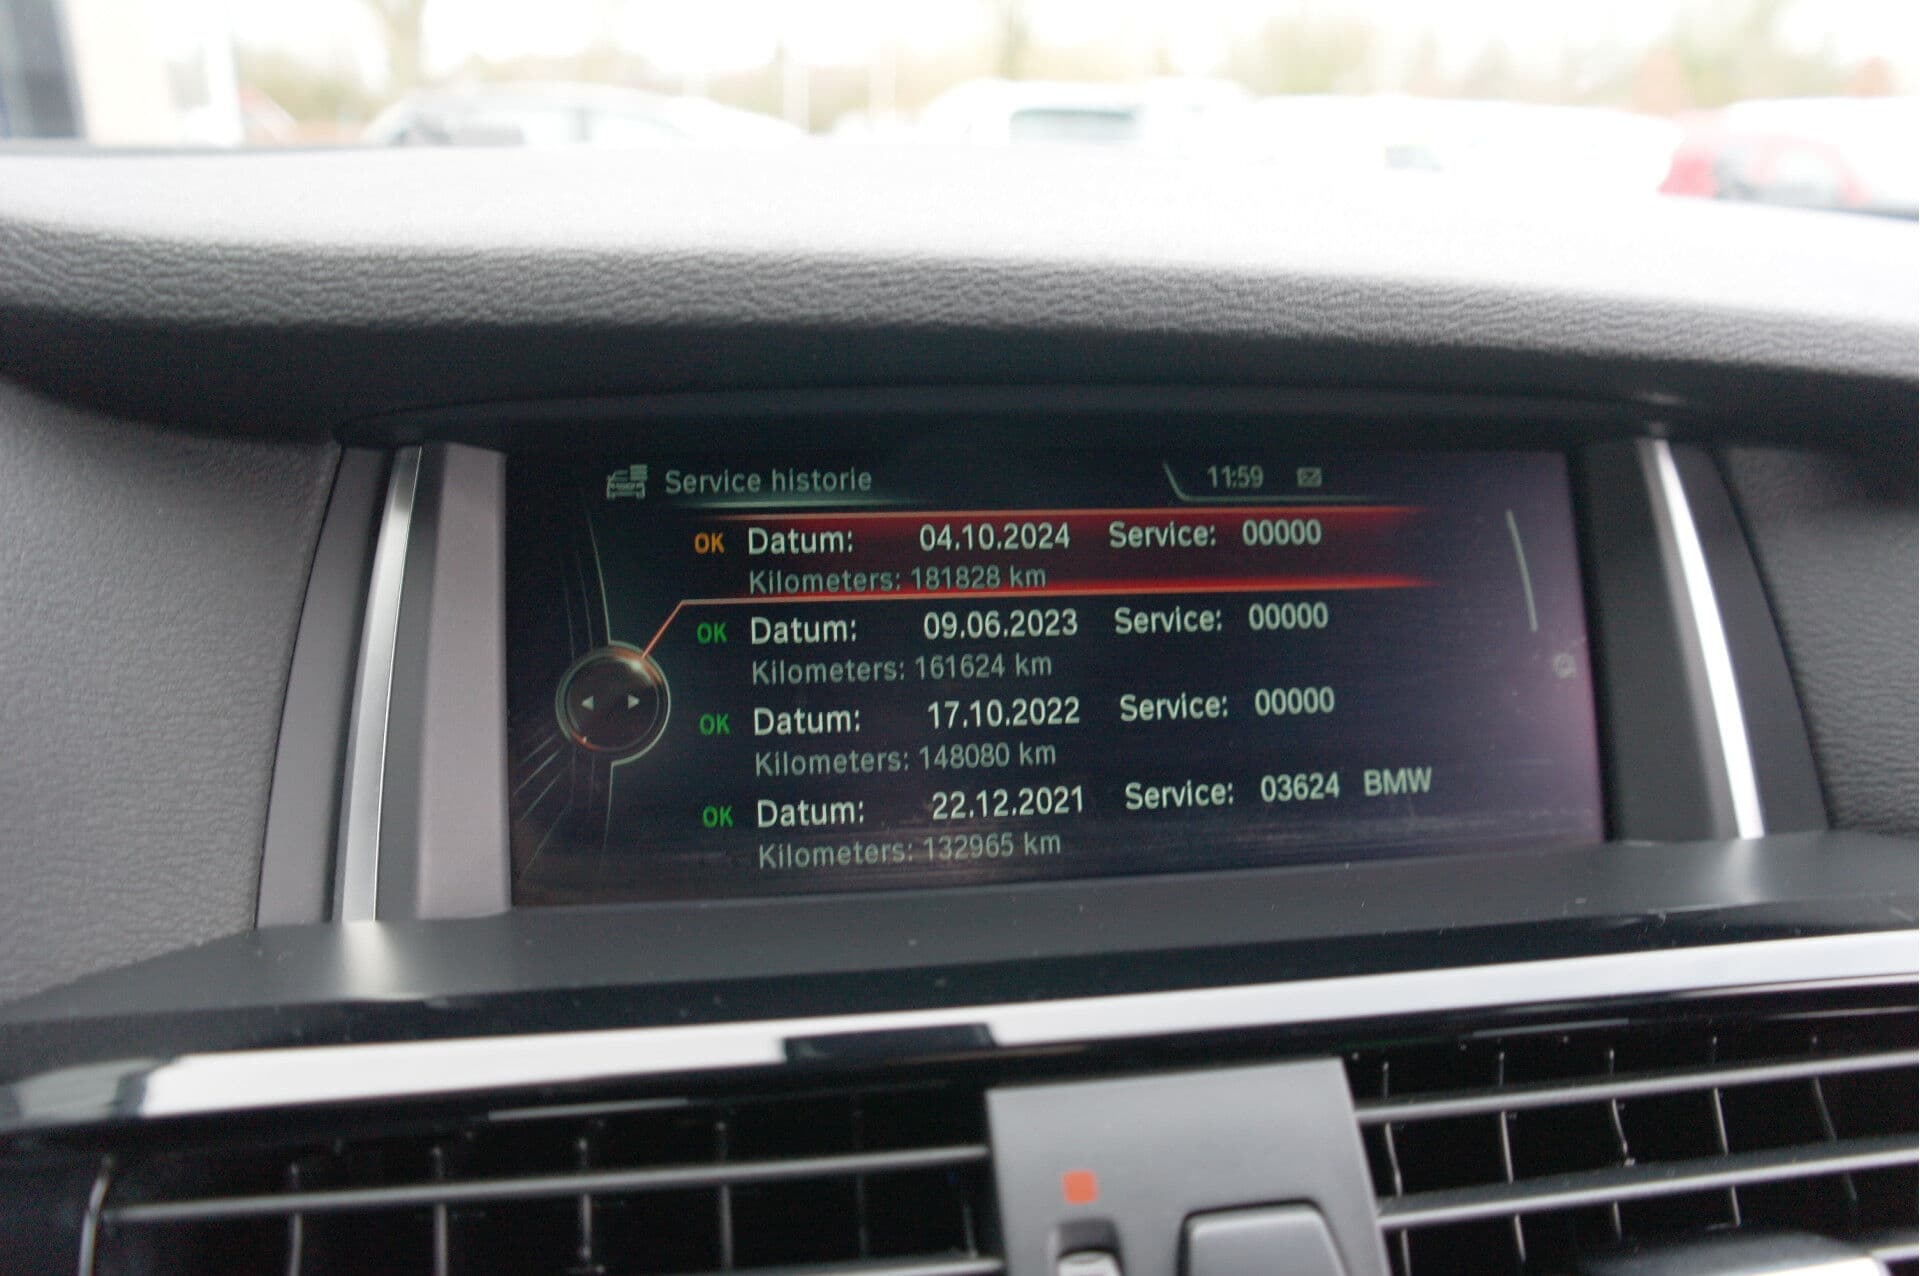 Service historie 11:59
OK Datum: 04.10.2024 Service: 00000
Kilometers: 181828 km
OK Datum: 09.06.2023 Service: 00000
Kilometers: 161624 km
OK Datum: 17.10.2022 Service: 00000
Kilometers: 148080 km
OK Datum: 22.12.2021 Service: 03624 BMW
Kilometers: 132965 km